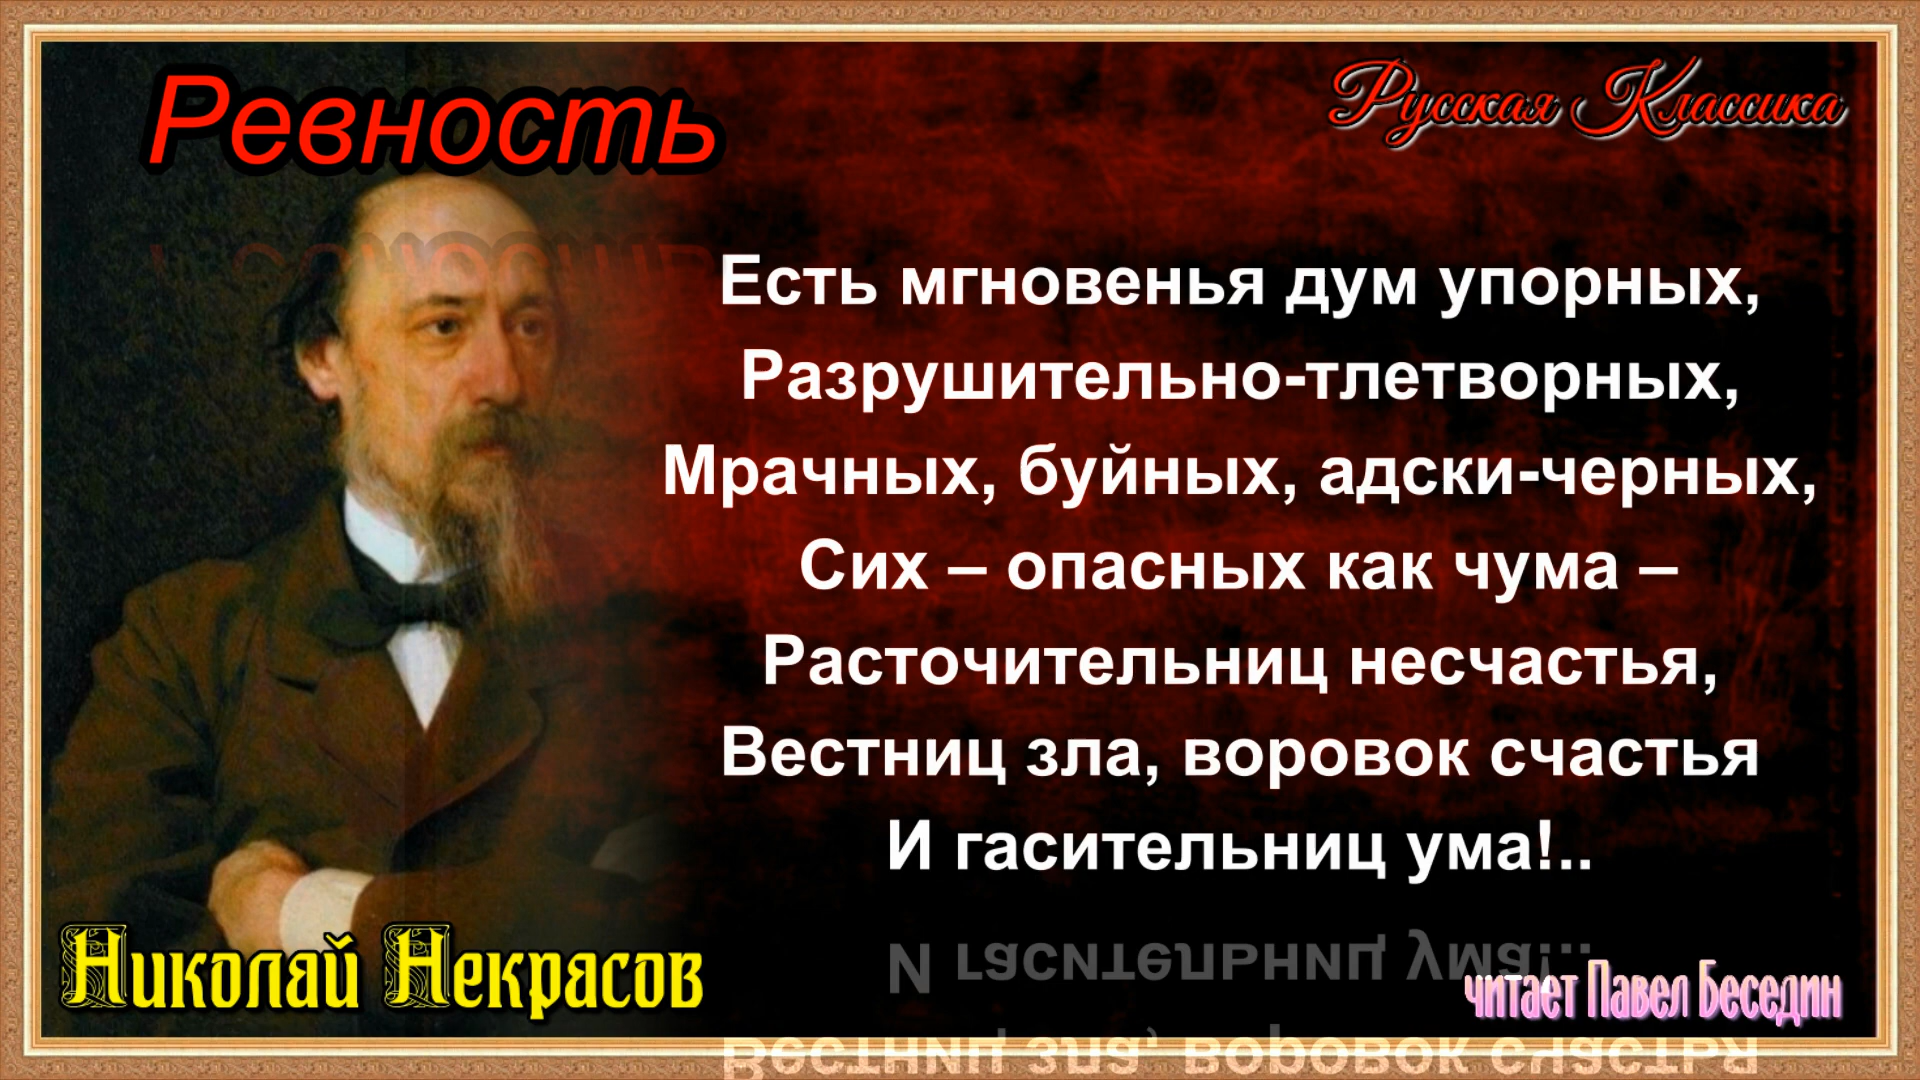 Ревность
Русская Классика
Есть мгновенья дум упорных,
Разрушительно-тлетворных,
Мрачных, буйных, адски-черных,
Сих – опасных как чума –
Расточительниц несчастья,
Вестниц зла, воровок счастья
И гасительниц ума!..
Николай Некрасов
читает Павел Беседин